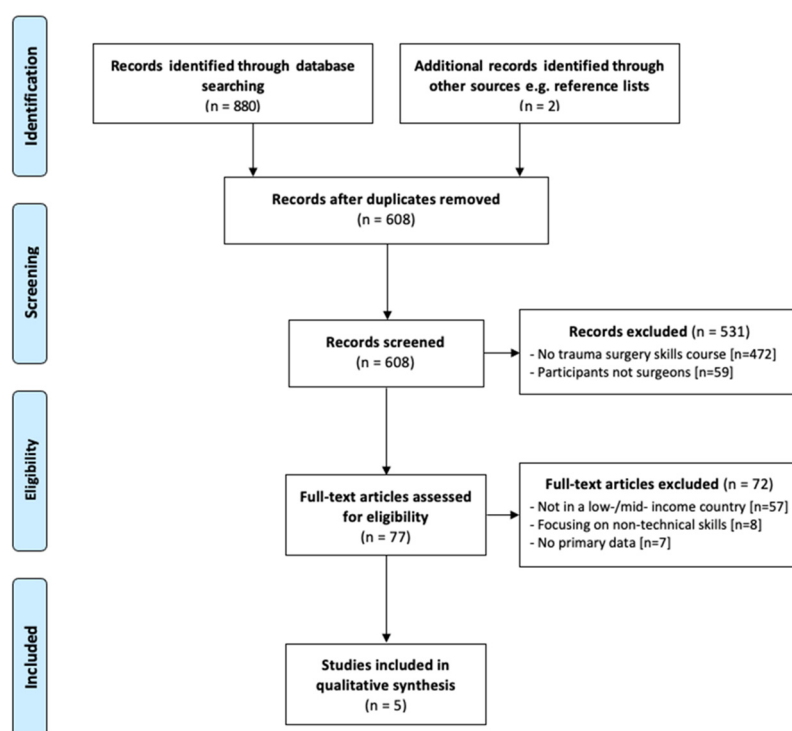 Identification
Records identified through database
searching
(n = 880)
Additional records identified through
other sources e.g. reference lists
(n = 2)
Records after duplicates removed
(n = 608)
Screening
Records screened
(n = 608)
Records excluded (n = 531)
- No trauma surgery skills course [n=472]
- Participants not surgeons [n=59]
Eligibility
Full-text articles assessed
for eligibility
(n = 77)
Full-text articles excluded (n = 72)
- Not in a low-/mid- income country [n=57]
- Focusing on non-technical skills [n=8]
- No primary data [n=7]
Included
Studies included in
qualitative synthesis
(n = 5)